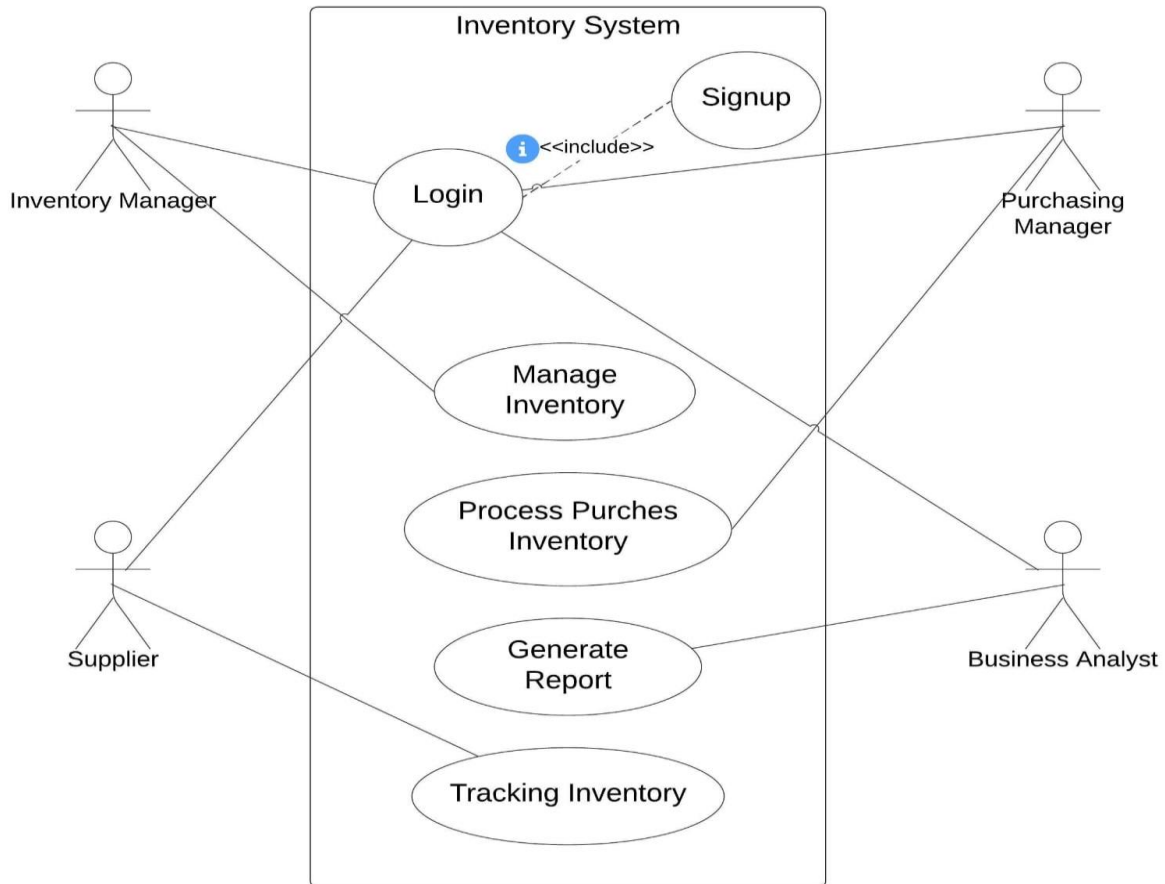 Inventory System
Signup
i
<<include>>
Login
Inventory Manager
Purchasing
Manager
Manage
Inventory
Process Purches
Inventory
Generate
Report
Supplier
Business Analyst
Tracking Inventory